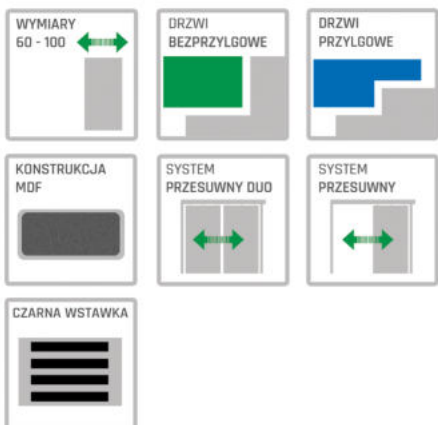 WYMIARY
60 - 100
DRZWI
BEZPRZYLGOWE
DRZWI
PRZYLGOWE
KONSTRUKCJA
MDF
SYSTEM
PRZESUWNY DUO
SYSTEM
PRZESUWNY
CZARNA WSTAWKA